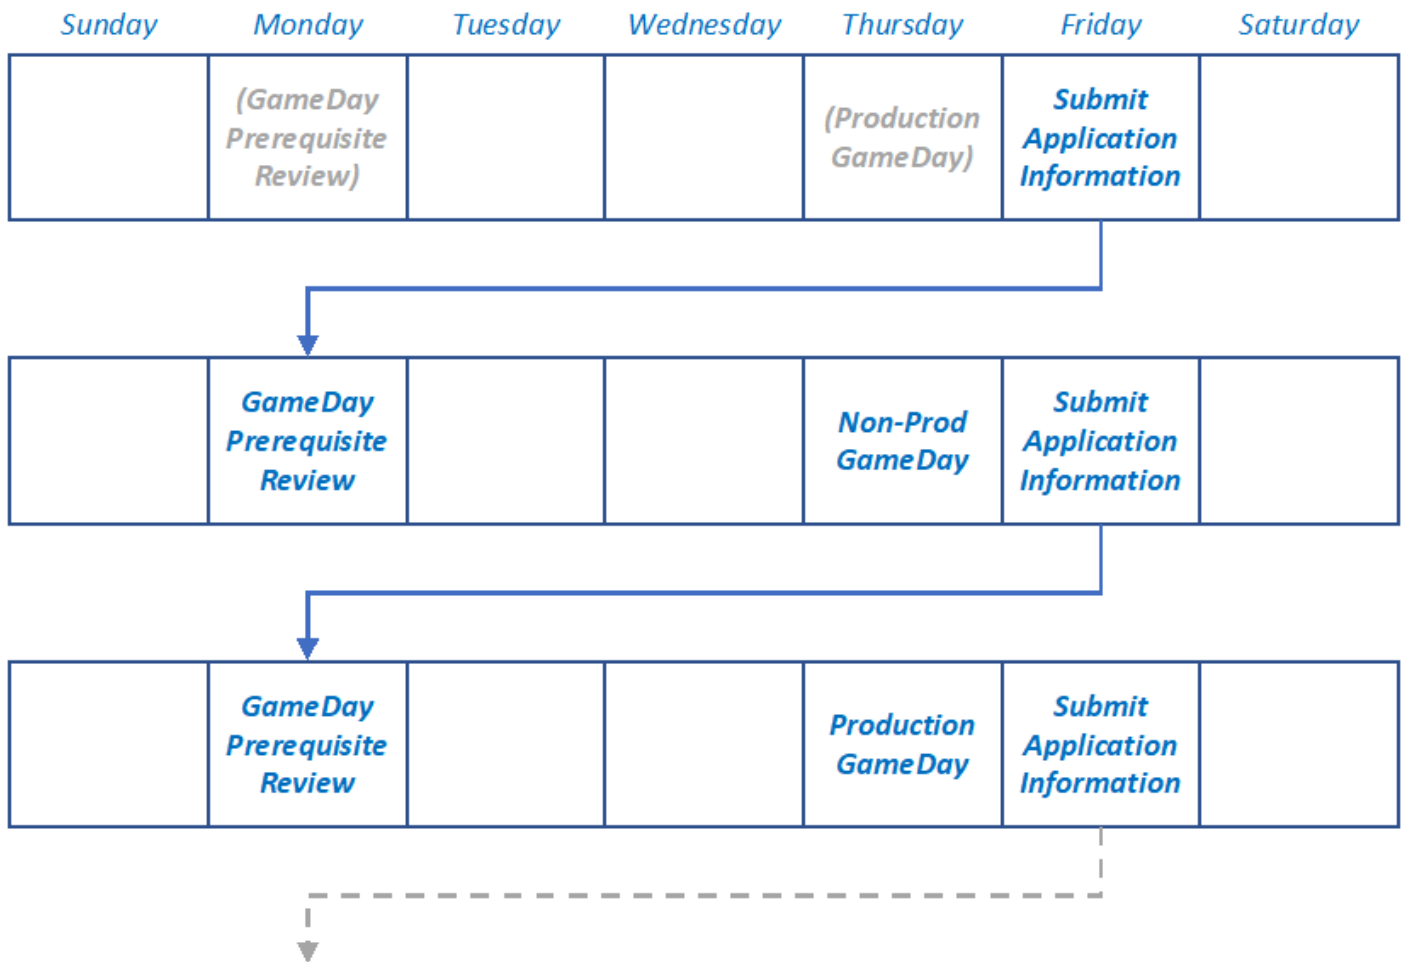 Sunday Monday Tuesday Wednesday Thursday Friday Saturday
(GameDay
Prerequisite
Review)
(Production
GameDay)
Submit
Application
Information
GameDay
Prerequisite
Review
Non-Prod
GameDay
Submit
Application
Information
GameDay
Prerequisite
Review
Production
GameDay
Submit
Application
Information